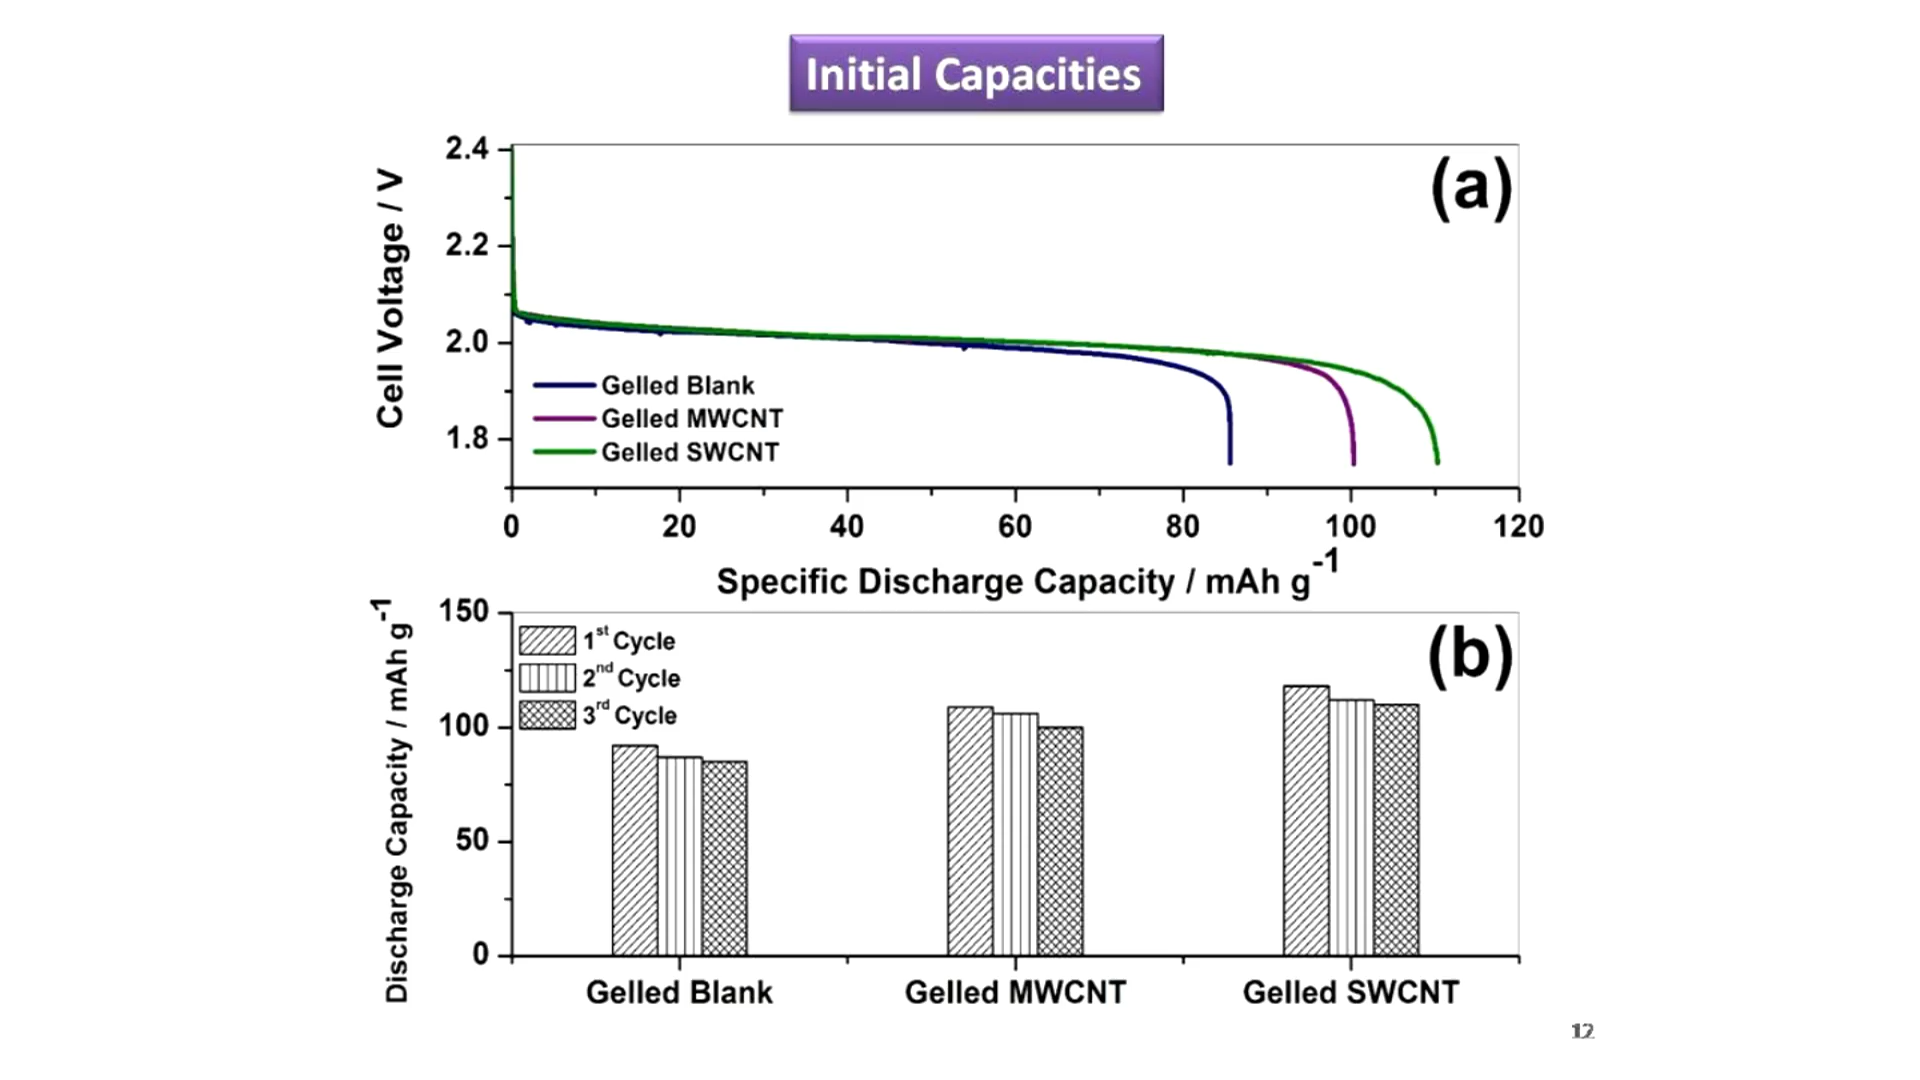 Initial Capacities
(a)
Cell Voltage / V
2.4
2.2
2.0
1.8
Gelled Blank
Gelled MWCNT
Gelled SWCNT
0 20 40 60 80 100 120
Specific Discharge Capacity / mAh g⁻¹
(b)
Discharge Capacity / mAh g⁻¹
150
100
50
0
1st Cycle
2nd Cycle
3rd Cycle
Gelled Blank Gelled MWCNT Gelled SWCNT
12